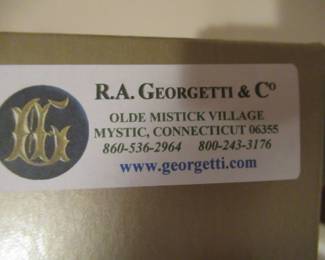 R.A. GEORGETTI & Cº
OLDE MISTICK VILLAGE
MYSTIC, CONNECTICUT 06355
860-536-2964 800-243-3176
www.georgetti.com